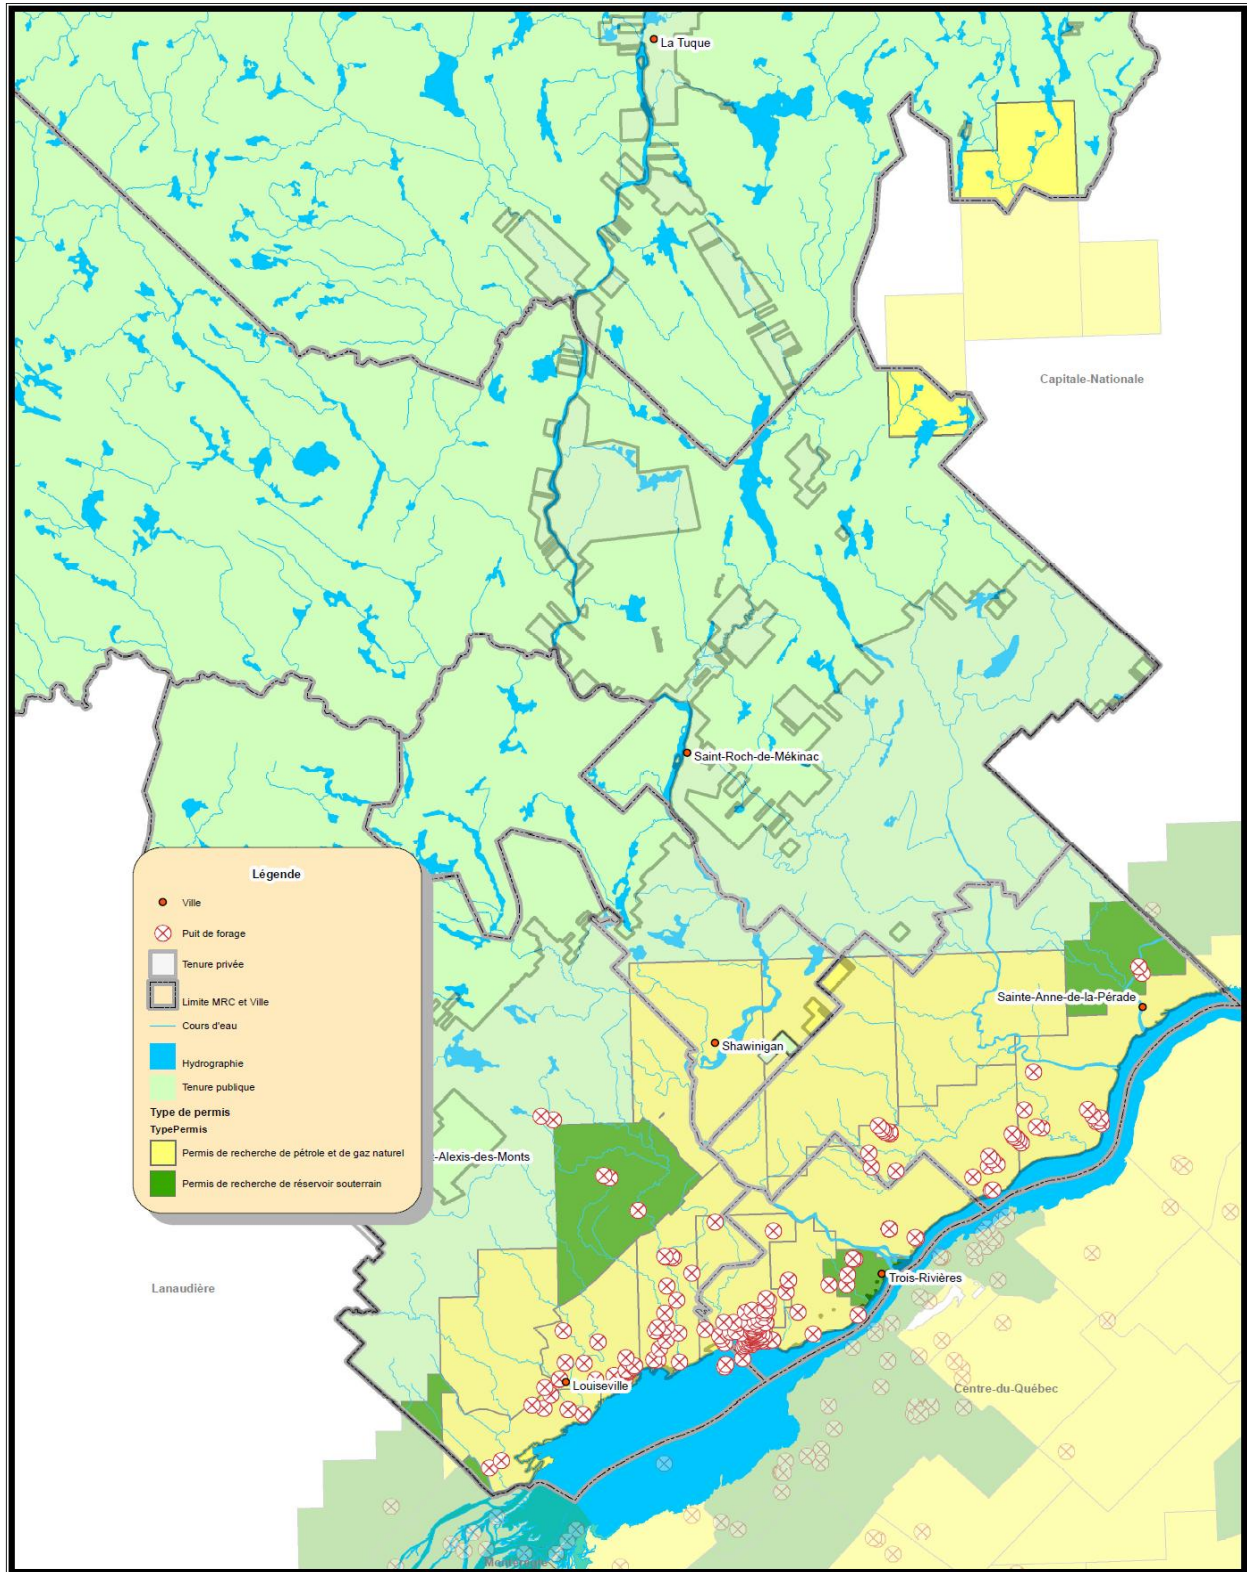 La Tuque
Capitale-Nationale
Saint-Roch-de-Mékinac
Légende
Ville
Puit de forage
Tenure privée
Limite MRC et Ville
Cours d'eau
Hydrographie
Tenure publique
Type de permis
TypePermis
Permis de recherche de pétrole et de gaz naturel
Permis de recherche de réservoir souterrain
Sainte-Anne-de-la-Pérade
Shawinigan
t-Alexis-des-Monts
Lanaudière
Trois-Rivières
Louiseville
Centre-du-Québec
Montérégie